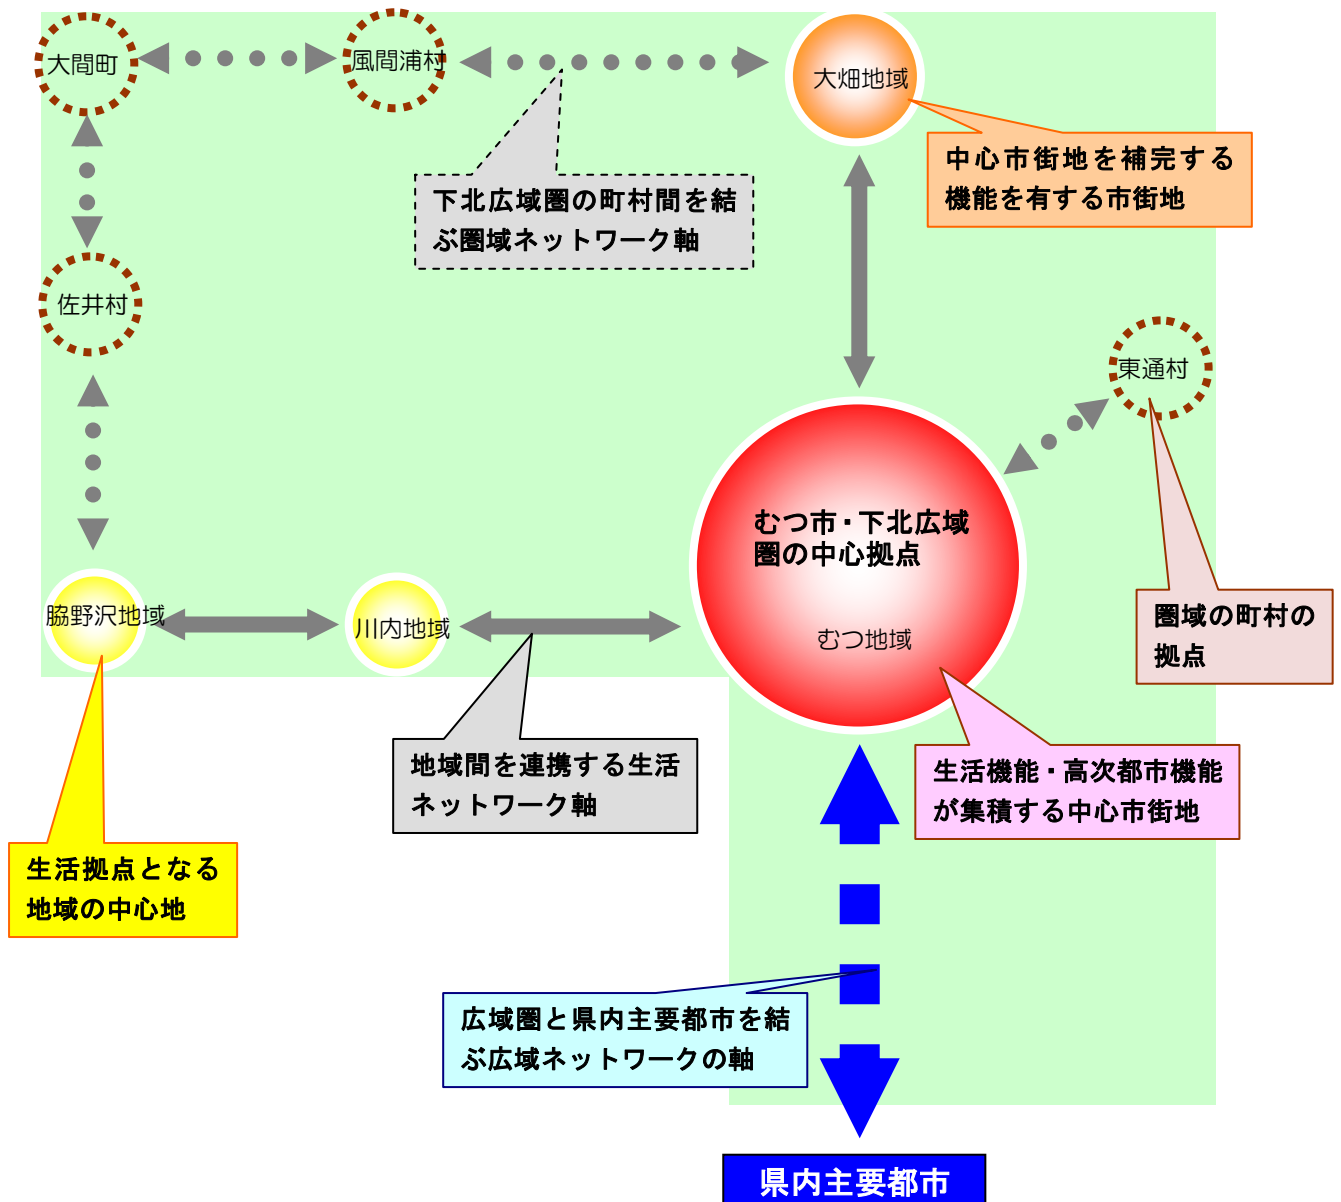 大間町
風間浦村
大畑地域
中心市街地を補完する
機能を有する市街地
下北広域圏の町村間を結
ぶ圏域ネットワーク軸
佐井村
東通村
むつ市・下北広域
圏の中心拠点
むつ地域
圏域の町村の
拠点
脇野沢地域
川内地域
地域間を連携する生活
ネットワーク軸
生活機能・高次都市機能
が集積する中心市街地
生活拠点となる
地域の中心地
広域圏と県内主要都市を結
ぶ広域ネットワークの軸
県内主要都市